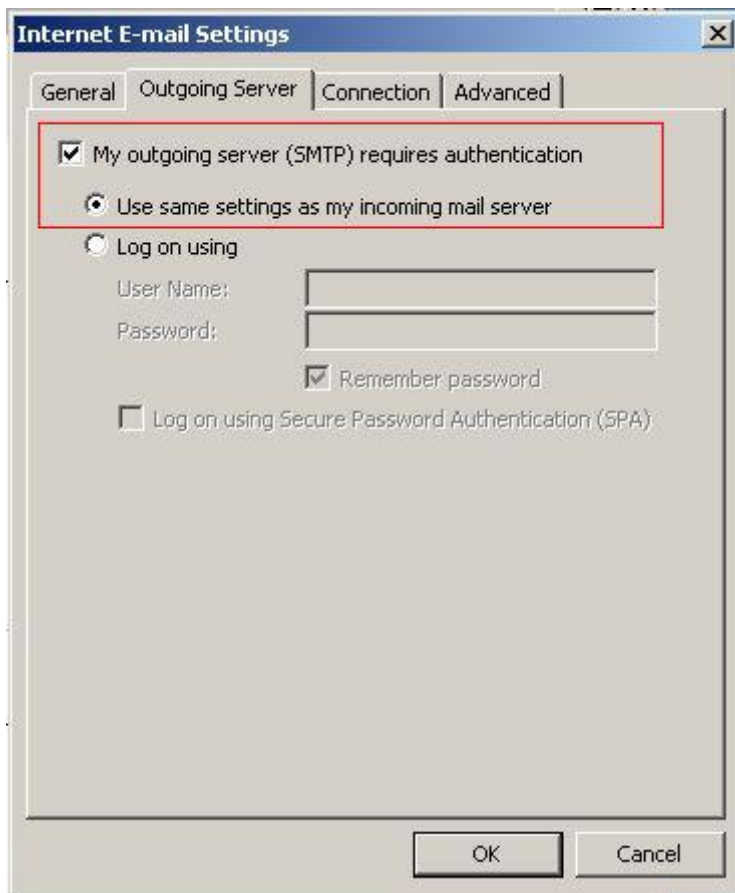 Internet E-mail Settings
General Outgoing Server Connection Advanced
My outgoing server (SMTP) requires authentication
Use same settings as my incoming mail server
Log on using
User Name:
Password:
Remember password
Log on using Secure Password Authentication (SPA)
OK Cancel